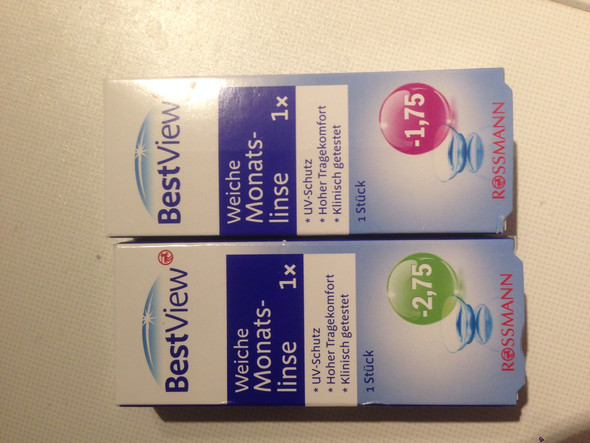 BestView
Weiche
Monats-
linse 1x
* UV-Schutz
* Hoher Tragekomfort
* Klinisch getestet
1 Stück
-1,75
ROSSMANN
BestView
Weiche
Monats-
linse 1x
* UV-Schutz
* Hoher Tragekomfort
* Klinisch getestet
1 Stück
-2,75
ROSSMANN